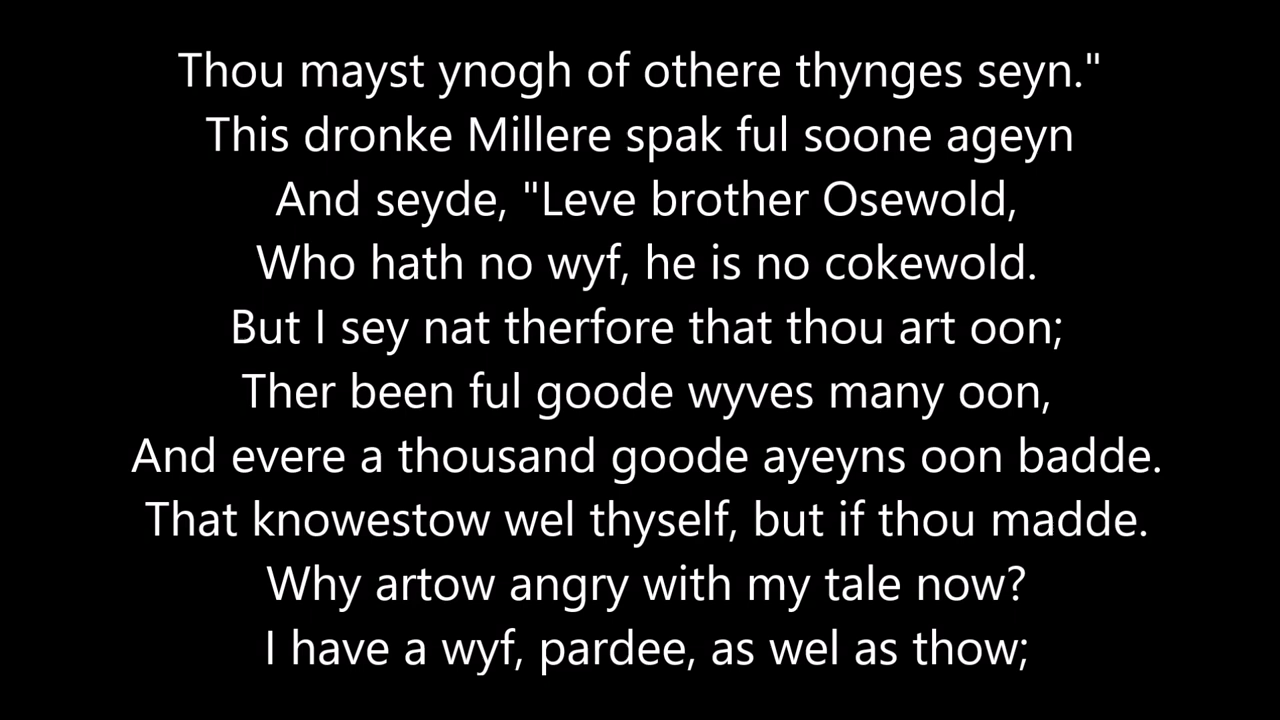 Thou mayst ynogh of othere thynges seyn."
This dronke Millere spak ful soone ageyn
And seyde, "Leve brother Osewold,
Who hath no wyf, he is no cokewold.
But I sey nat therfore that thou art oon;
Ther been ful goode wyves many oon,
And evere a thousand goode ayeyns oon badde.
That knowestow wel thyself, but if thou madde.
Why artow angry with my tale now?
I have a wyf, pardee, as wel as thow;